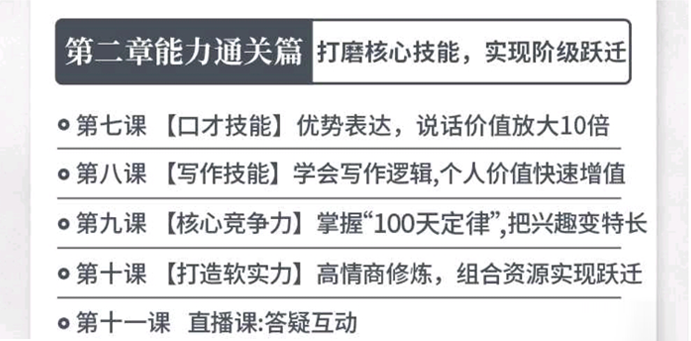 第二章能力通关篇 打磨核心技能，实现阶级跃迁
第七课 【口才技能】优势表达，说话价值放大10倍
第八课 【写作技能】学会写作逻辑,个人价值快速增值
第九课 【核心竞争力】掌握“100天定律”,把兴趣变特长
第十课 【打造软实力】高情商修炼，组合资源实现跃迁
第十一课 直播课:答疑互动